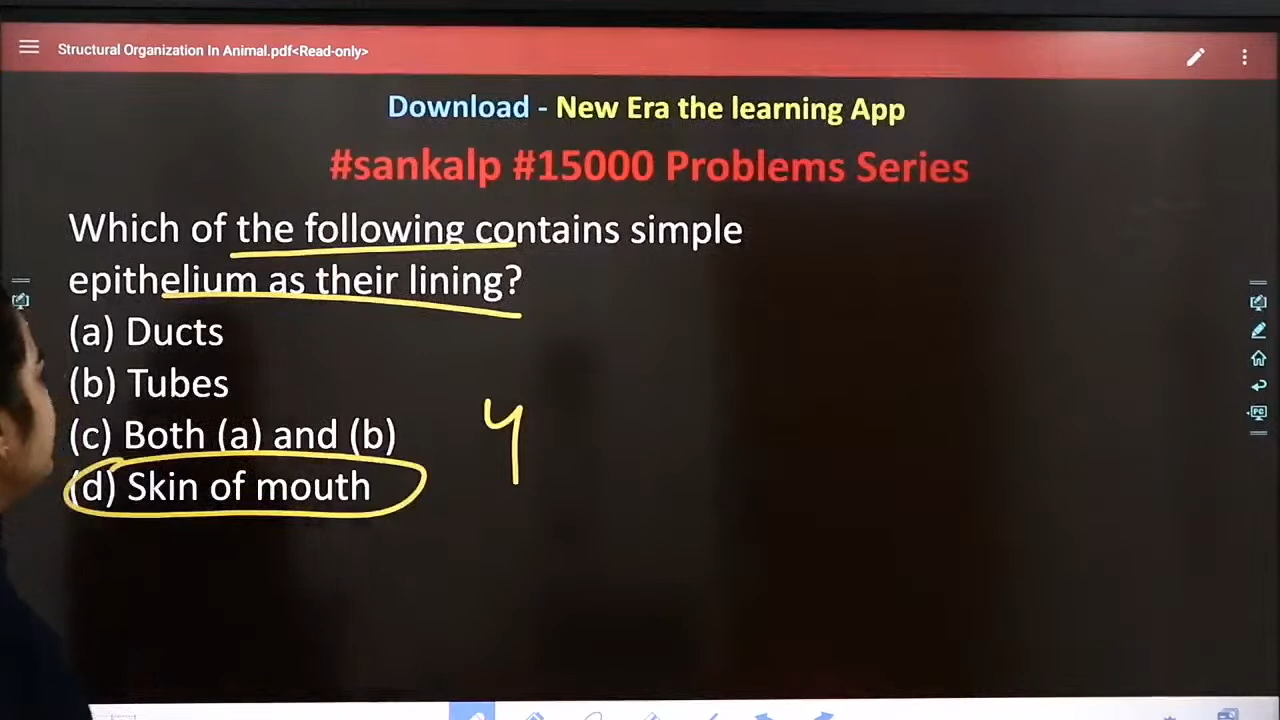 Structural Organization In Animal.pdf<Read-only>
Download - New Era the learning App
#sankalp #15000 Problems Series
Which of the following contains simple
epithelium as their lining?
(a) Ducts
(b) Tubes
(c) Both (a) and (b)
4
(d) Skin of mouth
PC